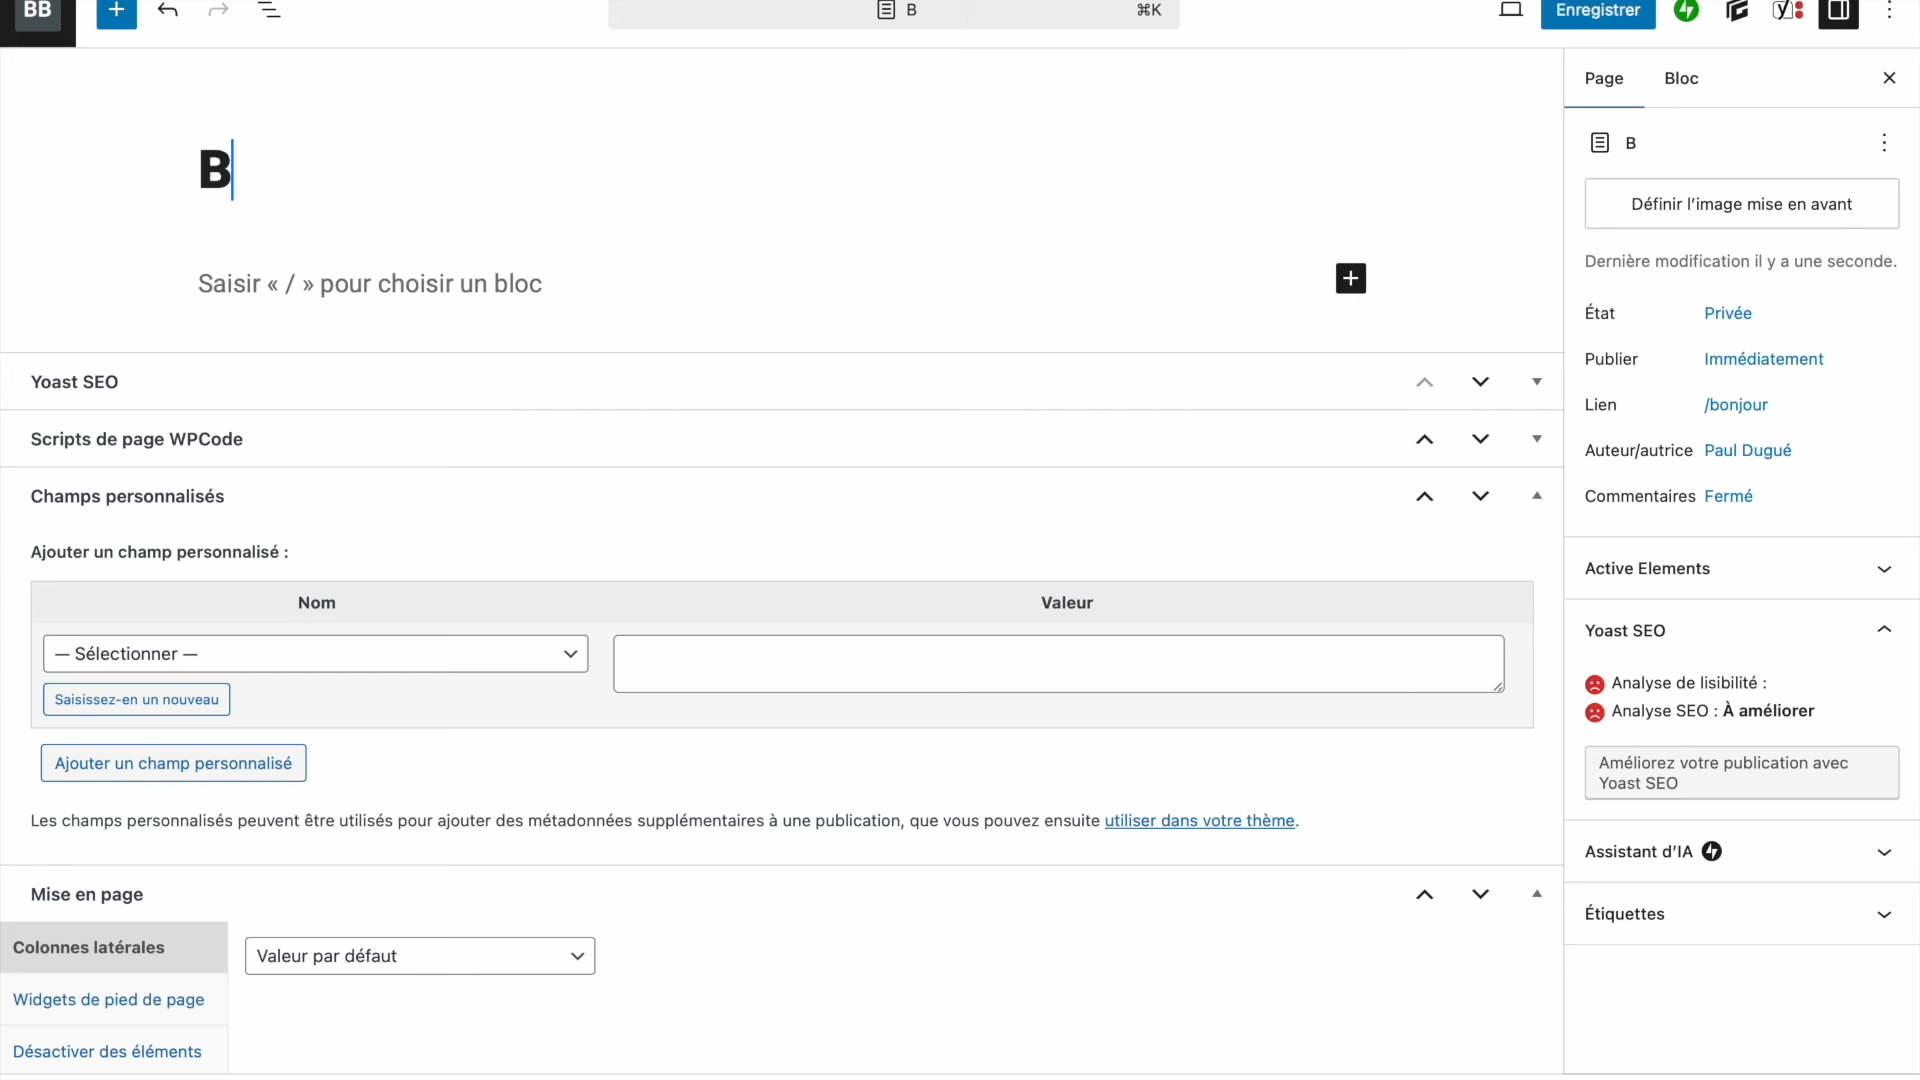 BB
B
⌘K
Enregistrer
Page
Bloc
B
B
Définir l’image mise en avant
Dernière modification il y a une seconde.
Saisir « / » pour choisir un bloc
État Privée
Publier Immédiatement
Lien /bonjour
Auteur/autrice Paul Dugué
Commentaires Fermé
Yoast SEO
Scripts de page WPCode
Champs personnalisés
Ajouter un champ personnalisé :
Nom Valeur
— Sélectionner —
Saisissez-en un nouveau
Ajouter un champ personnalisé
Les champs personnalisés peuvent être utilisés pour ajouter des métadonnées supplémentaires à une publication, que vous pouvez ensuite utiliser dans votre thème.
Mise en page
Colonnes latérales
Valeur par défaut
Widgets de pied de page
Désactiver des éléments
Active Elements
Yoast SEO
Analyse de lisibilité :
Analyse SEO : À améliorer
Améliorez votre publication avec
Yoast SEO
Assistant d’IA
Étiquettes